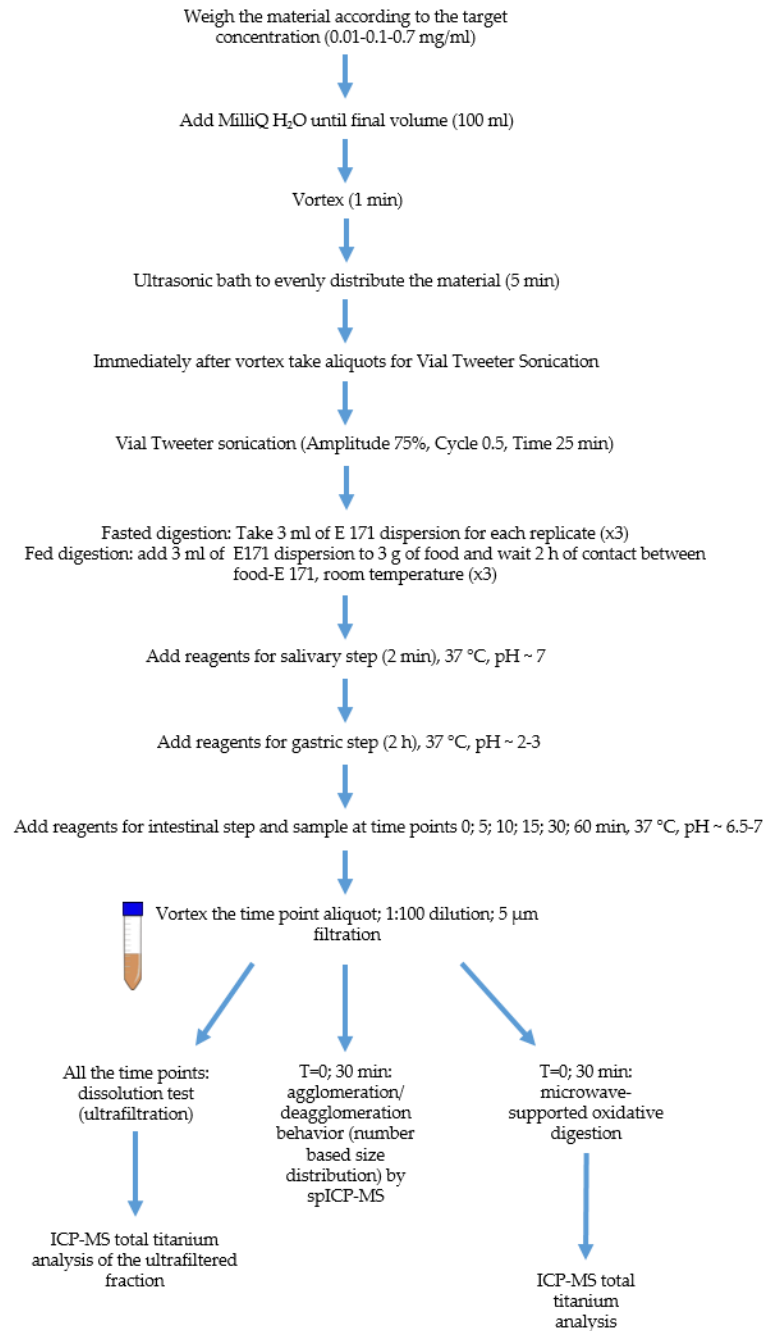 Weigh the material according to the target
concentration (0.01-0.1-0.7 mg/ml)
Add MilliQ H₂O until final volume (100 ml)
Vortex (1 min)
Ultrasonic bath to evenly distribute the material (5 min)
Immediately after vortex take aliquots for Vial Tweeter Sonication
Vial Tweeter sonication (Amplitude 75%, Cycle 0.5, Time 25 min)
Fasted digestion: Take 3 ml of E 171 dispersion for each replicate (x3)
Fed digestion: add 3 ml of E171 dispersion to 3 g of food and wait 2 h of contact between
food-E 171, room temperature (x3)
Add reagents for salivary step (2 min), 37 °C, pH ~ 7
Add reagents for gastric step (2 h), 37 °C, pH ~ 2-3
Add reagents for intestinal step and sample at time points 0; 5; 10; 15; 30; 60 min, 37 °C, pH ~ 6.5-7
Vortex the time point aliquot; 1:100 dilution; 5 µm
filtration
All the time points:
dissolution test
(ultrafiltration)
ICP-MS total titanium
analysis of the ultrafiltered
fraction
T=0; 30 min:
agglomeration/
deagglomeration
behavior (number
based size
distribution) by
spICP-MS
T=0; 30 min:
microwave-
supported oxidative
digestion
ICP-MS total
titanium
analysis